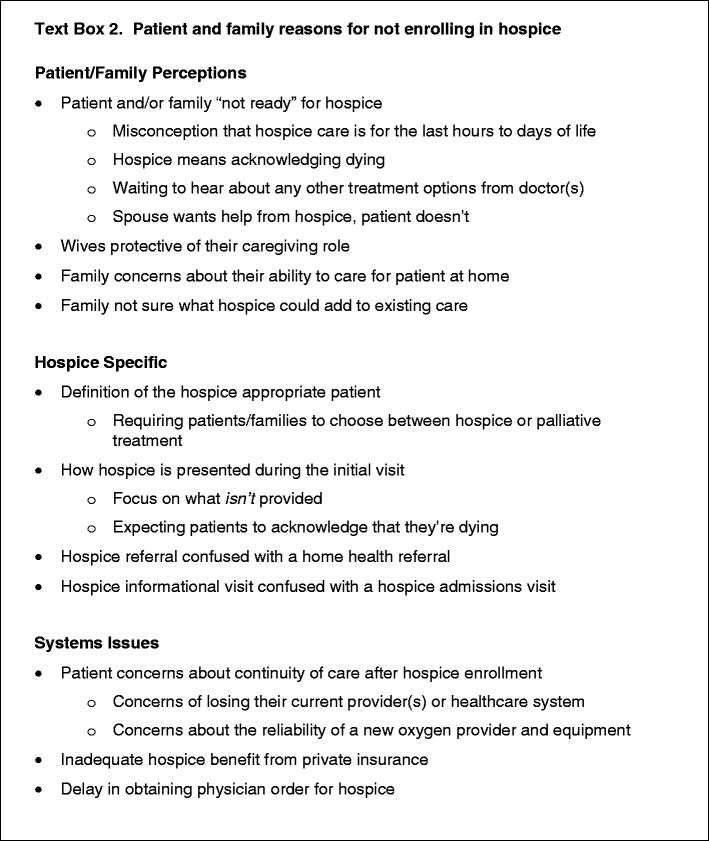 Text Box 2.  Patient and family reasons for not enrolling in hospice
Patient/Family Perceptions
• Patient and/or family “not ready” for hospice
o Misconception that hospice care is for the last hours to days of life
o Hospice means acknowledging dying
o Waiting to hear about any other treatment options from doctor(s)
o Spouse wants help from hospice, patient doesn’t
• Wives protective of their caregiving role
• Family concerns about their ability to care for patient at home
• Family not sure what hospice could add to existing care
Hospice Specific
• Definition of the hospice appropriate patient
o Requiring patients/families to choose between hospice or palliative
treatment
• How hospice is presented during the initial visit
o Focus on what isn’t provided
o Expecting patients to acknowledge that they’re dying
• Hospice referral confused with a home health referral
• Hospice informational visit confused with a hospice admissions visit
Systems Issues
• Patient concerns about continuity of care after hospice enrollment
o Concerns of losing their current provider(s) or healthcare system
o Concerns about the reliability of a new oxygen provider and equipment
• Inadequate hospice benefit from private insurance
• Delay in obtaining physician order for hospice